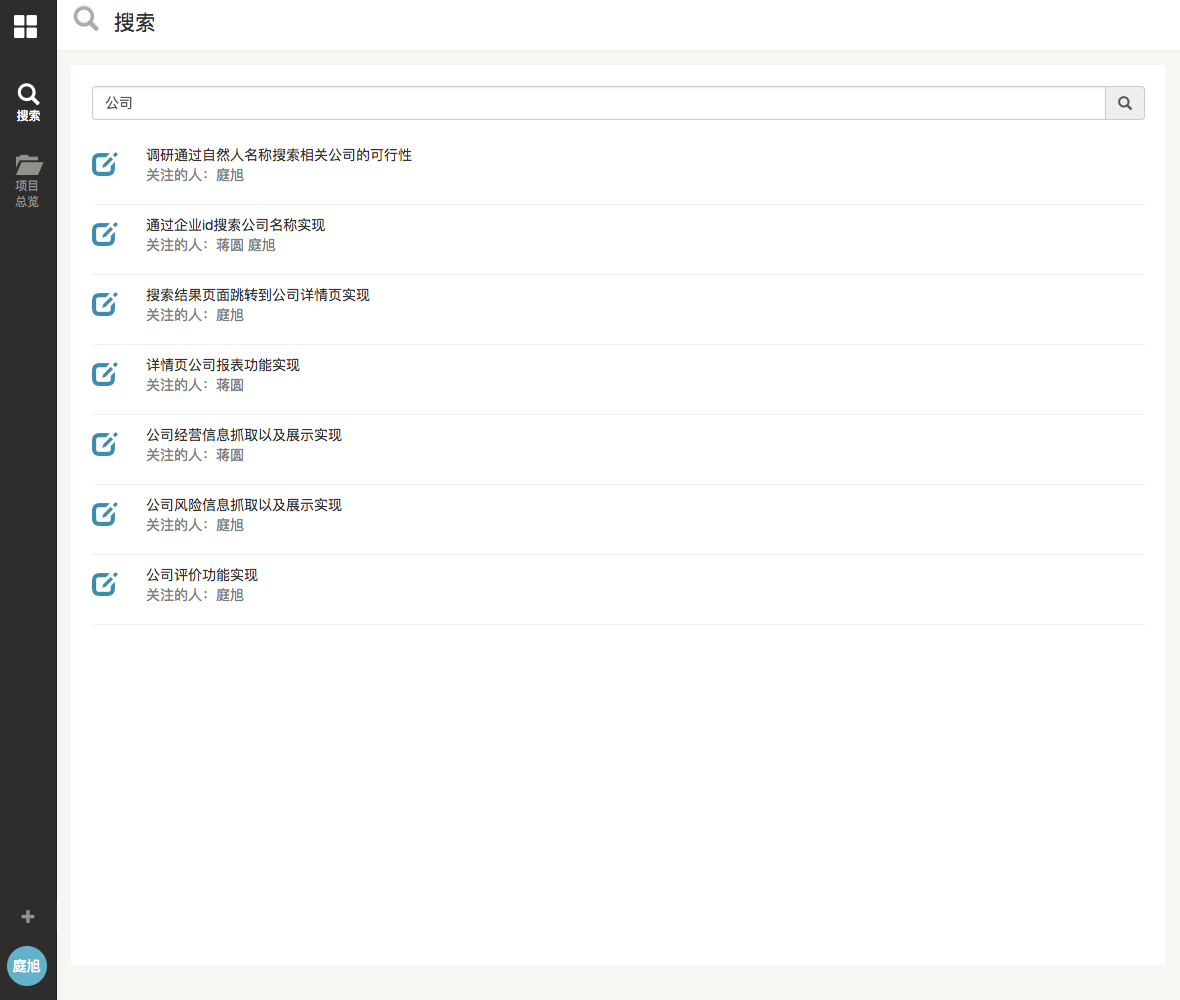 搜索
搜索
项目
总览
公司
调研通过自然人名称搜索相关公司的可行性
关注的人：庭旭
通过企业id搜索公司名称实现
关注的人：蒋圆 庭旭
搜索结果页面跳转到公司详情页实现
关注的人：庭旭
详情页公司报表功能实现
关注的人：蒋圆
公司经营信息抓取以及展示实现
关注的人：蒋圆
公司风险信息抓取以及展示实现
关注的人：庭旭
公司评价功能实现
关注的人：庭旭
庭旭